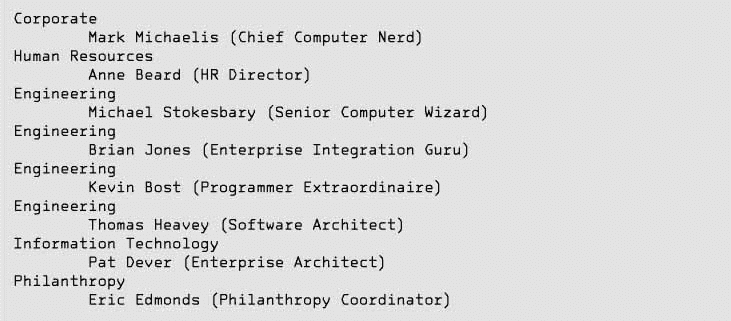 Corporate
Mark Michaelis (Chief Computer Nerd)
Human Resources
Anne Beard (HR Director)
Engineering
Michael Stokesbary (Senior Computer Wizard)
Engineering
Brian Jones (Enterprise Integration Guru)
Engineering
Kevin Bost (Programmer Extraordinaire)
Engineering
Thomas Heavey (Software Architect)
Information Technology
Pat Dever (Enterprise Architect)
Philanthropy
Eric Edmonds (Philanthropy Coordinator)